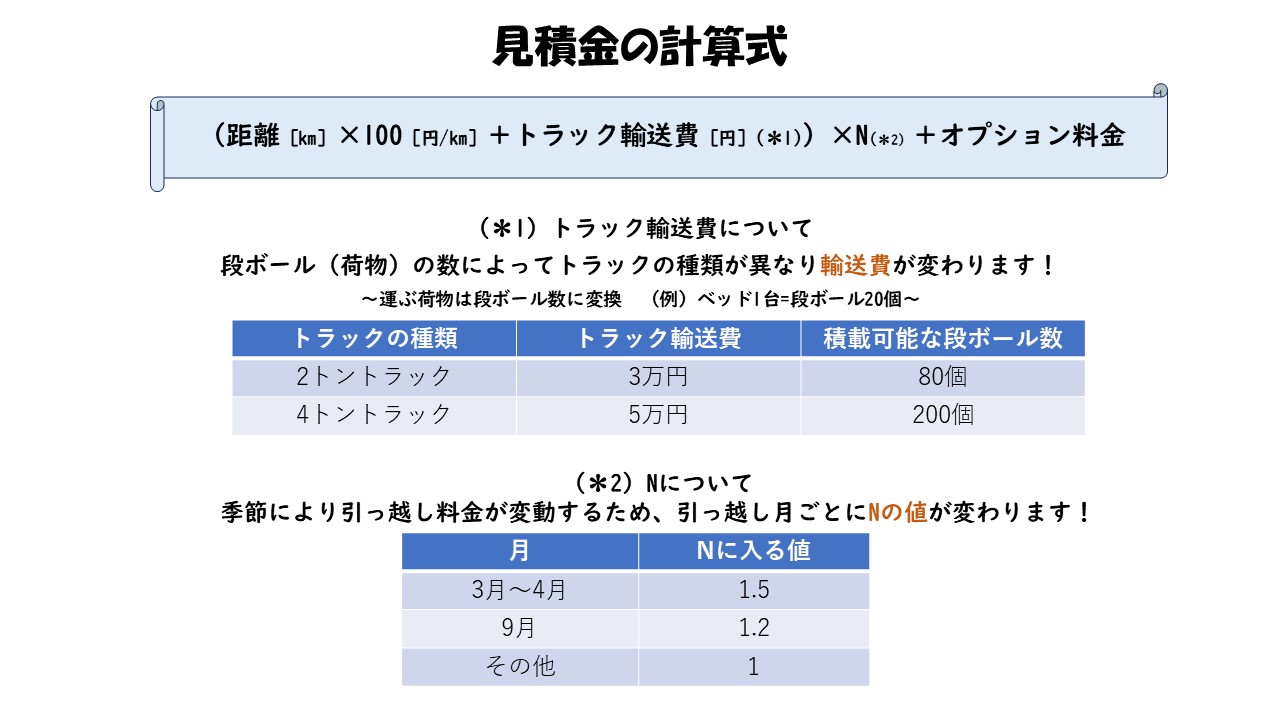 見積金の計算式
（距離［km］×100［円/km］＋トラック輸送費［円］（＊1））×N（＊2）＋オプション料金
（＊1）トラック輸送費について
段ボール（荷物）の数によってトラックの種類が異なり輸送費が変わります！
～運ぶ荷物は段ボール数に変換　（例）ベッド1台=段ボール20個～
トラックの種類 トラック輸送費 積載可能な段ボール数
2トントラック 3万円 80個
4トントラック 5万円 200個
（＊2）Nについて
季節により引っ越し料金が変動するため、引っ越し月ごとにNの値が変わります！
月 Nに入る値
3月～4月 1.5
9月 1.2
その他 1